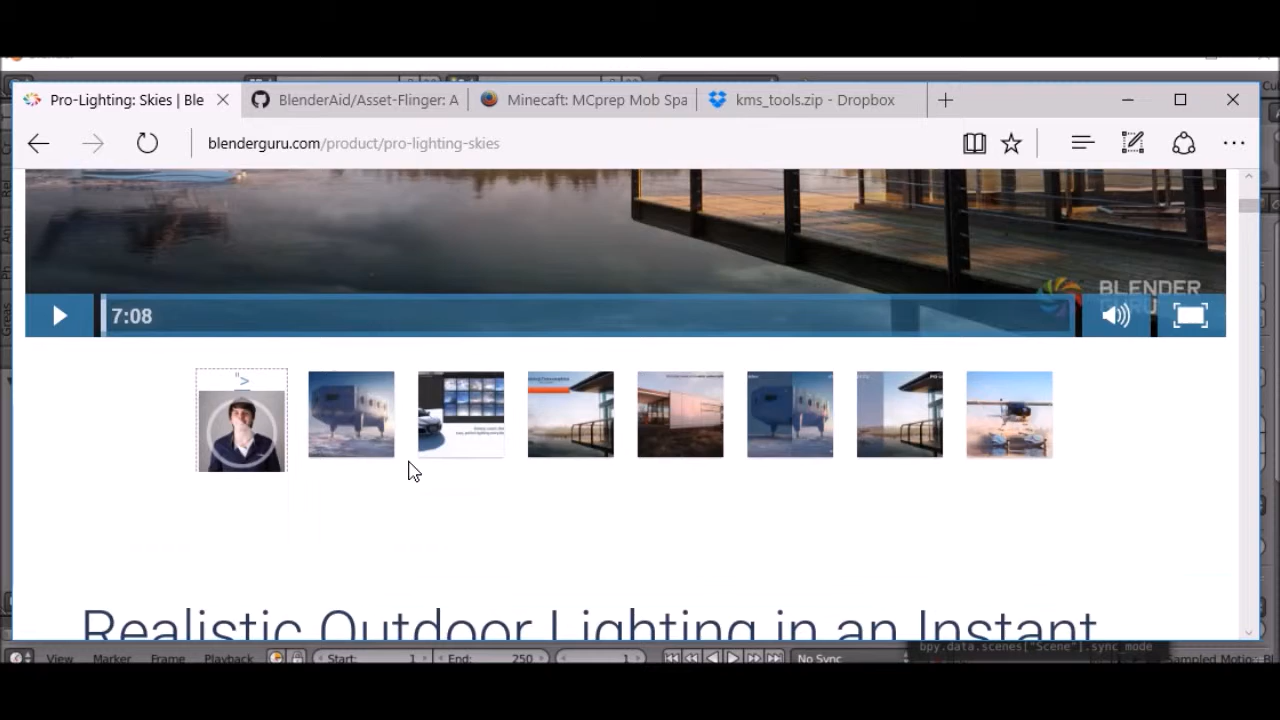 Pro-Lighting: Skies | Ble
BlenderAid/Asset-Flinger: A
Minecaft: MCprep Mob Spa
kms_tools.zip - Dropbox
blenderguru.com/product/pro-lighting-skies
BLENDER
GURU
7:08
">
Realistic Outdoor Lighting in an Instant
bpy.data.scenes["Scene"].sync_mode
View Marker Frame Playback Start: 1 End: 250 1 No Sync